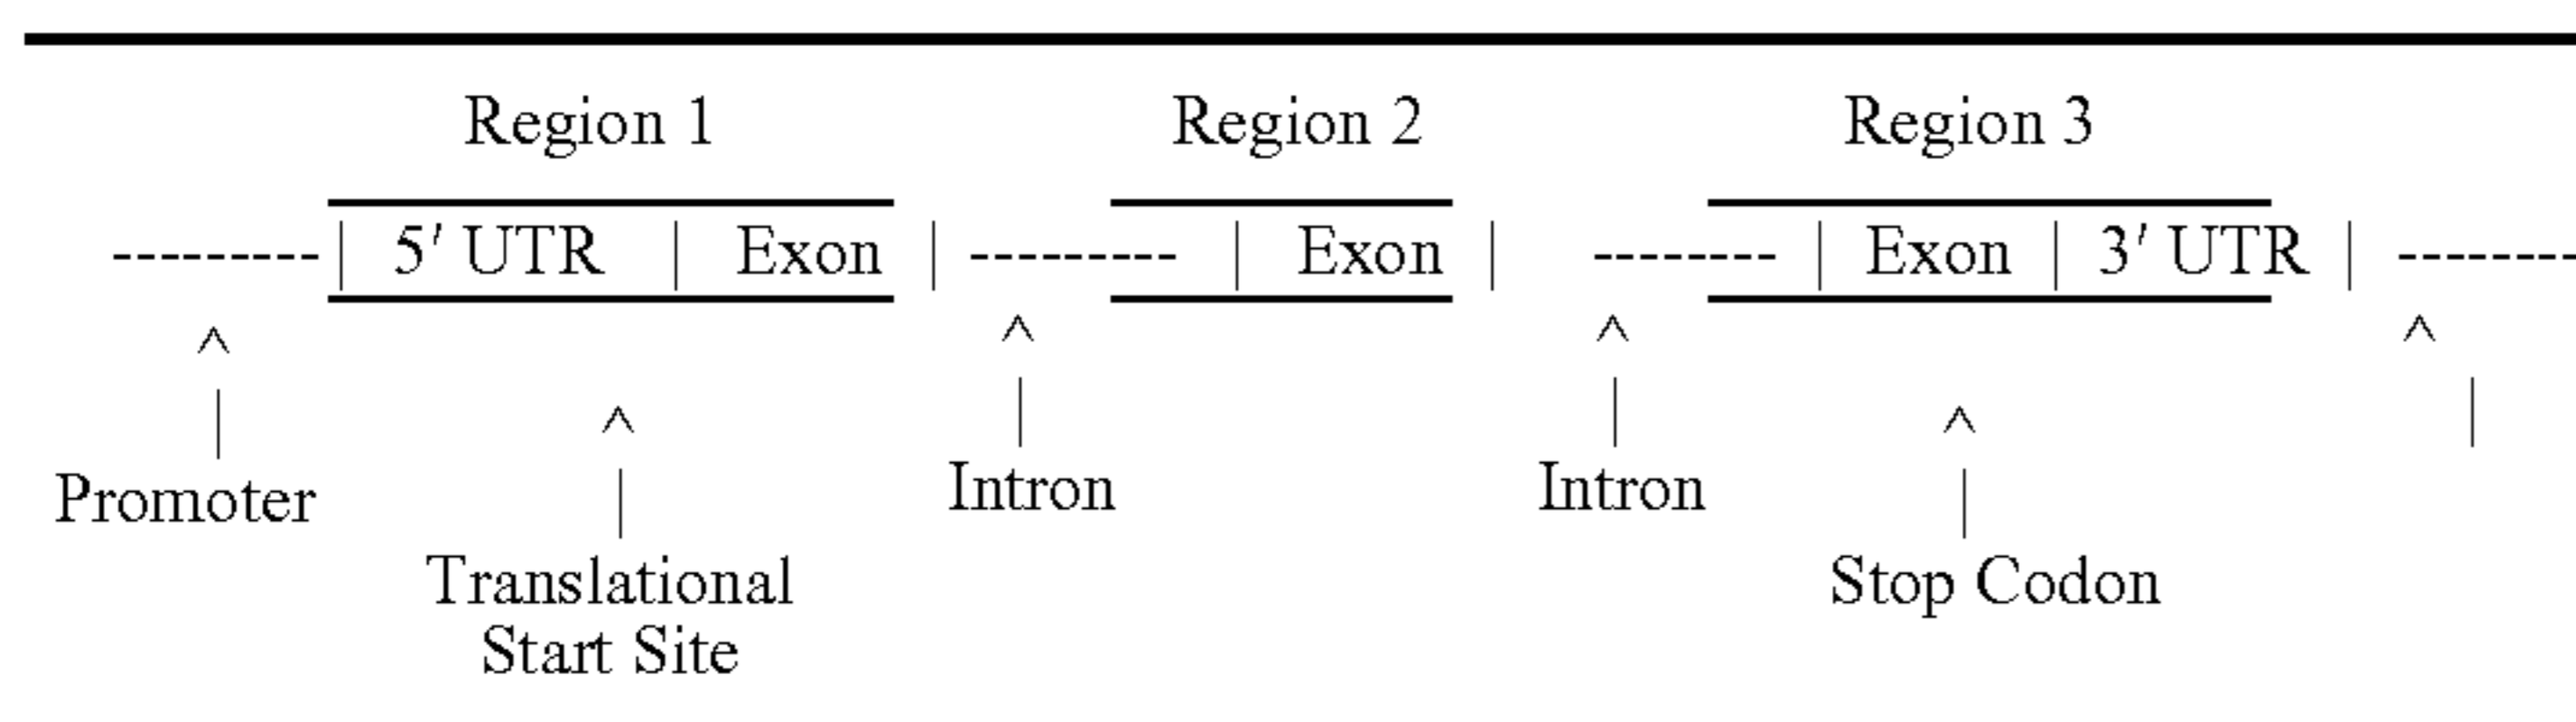 Region 1 Region 2 Region 3
--------- | 5′ UTR | Exon | --------- | Exon | -------- | Exon | 3′ UTR | --------
^ ^ ^ ^
| ^ | | ^ |
Promoter | Intron Intron | 
Translational Stop Codon
Start Site